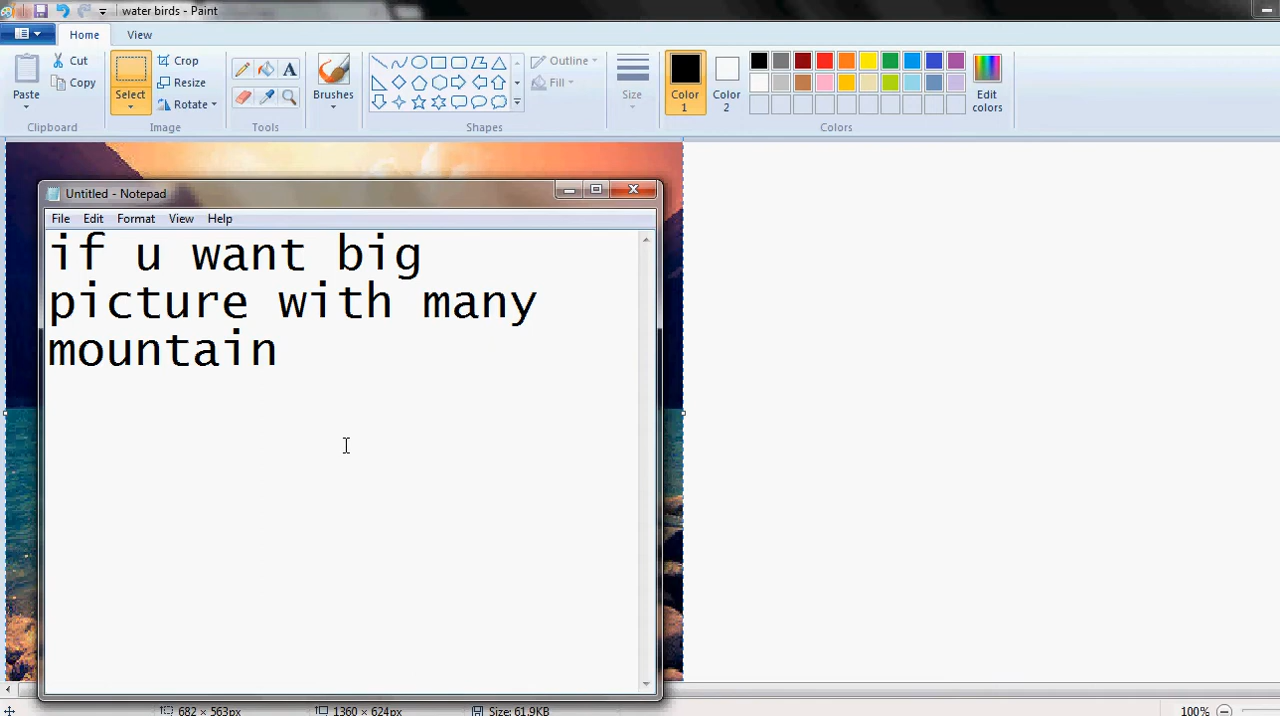 water birds - Paint
Home View
Paste
Cut
Copy
Clipboard
Select
Crop
Resize
Rotate
Image
Tools
Brushes
Shapes
Outline
Fill
Size
Color 1
Color 2
Edit colors
Colors
Untitled - Notepad
File Edit Format View Help
if u want big
picture with many
mountain
682 × 563px 1360 × 624px Size: 61.9KB 100%